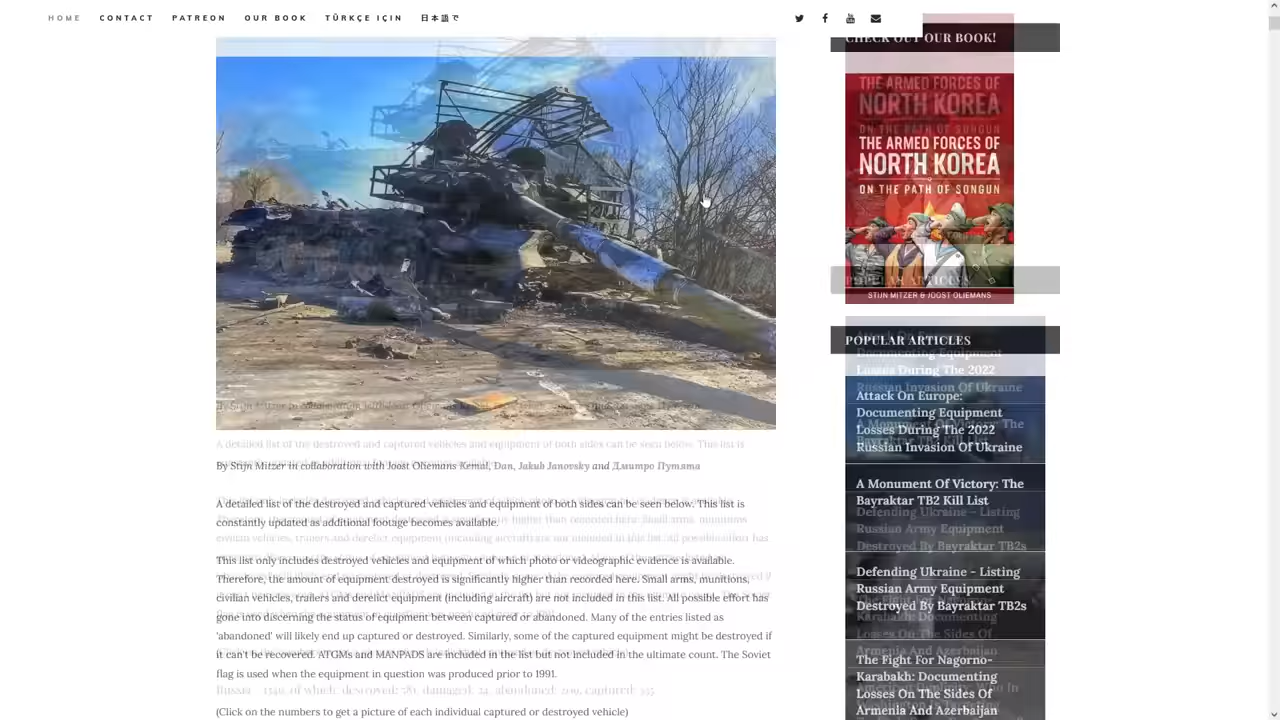 HOME CONTACT PATREON OUR BOOK TÜRKÇE IÇIN 日本語で
CHECK OUT OUR BOOK!
THE ARMED FORCES OF
NORTH KOREA
ON THE PATH OF SONGUN
THE ARMED FORCES OF
NORTH KOREA
ON THE PATH OF SONGUN
STIJN MITZER & JOOST OLIEMANS
By Stijn Mitzer in collaboration with Joost Oliemans Kemal, Dan, Jakub Janovsky and Дмитро Путята
A detailed list of the destroyed and captured vehicles and equipment of both sides can be seen below. This list is
constantly updated as additional footage becomes available.
This list only includes destroyed vehicles and equipment of which photo or videographic evidence is available.
Therefore, the amount of equipment destroyed is significantly higher than recorded here. Small arms, munitions,
civilian vehicles, trailers and derelict equipment (including aircraft) are not included in this list. All possible effort has
gone into discerning the status of equipment between captured or abandoned. Many of the entries listed as
'abandoned' will likely end up captured or destroyed. Similarly, some of the captured equipment might be destroyed if
it can't be recovered. ATGMs and MANPADS are included in the list but not included in the ultimate count. The Soviet
flag is used when the equipment in question was produced prior to 1991.
(Click on the numbers to get a picture of each individual captured or destroyed vehicle)
POPULAR ARTICLES
Attack On Europe:
Documenting Equipment
Losses During The 2022
Russian Invasion Of Ukraine
A Monument Of Victory: The
Bayraktar TB2 Kill List
Defending Ukraine - Listing
Russian Army Equipment
Destroyed By Bayraktar TB2s
The Fight For Nagorno-
Karabakh: Documenting
Losses On The Sides Of
Armenia And Azerbaijan